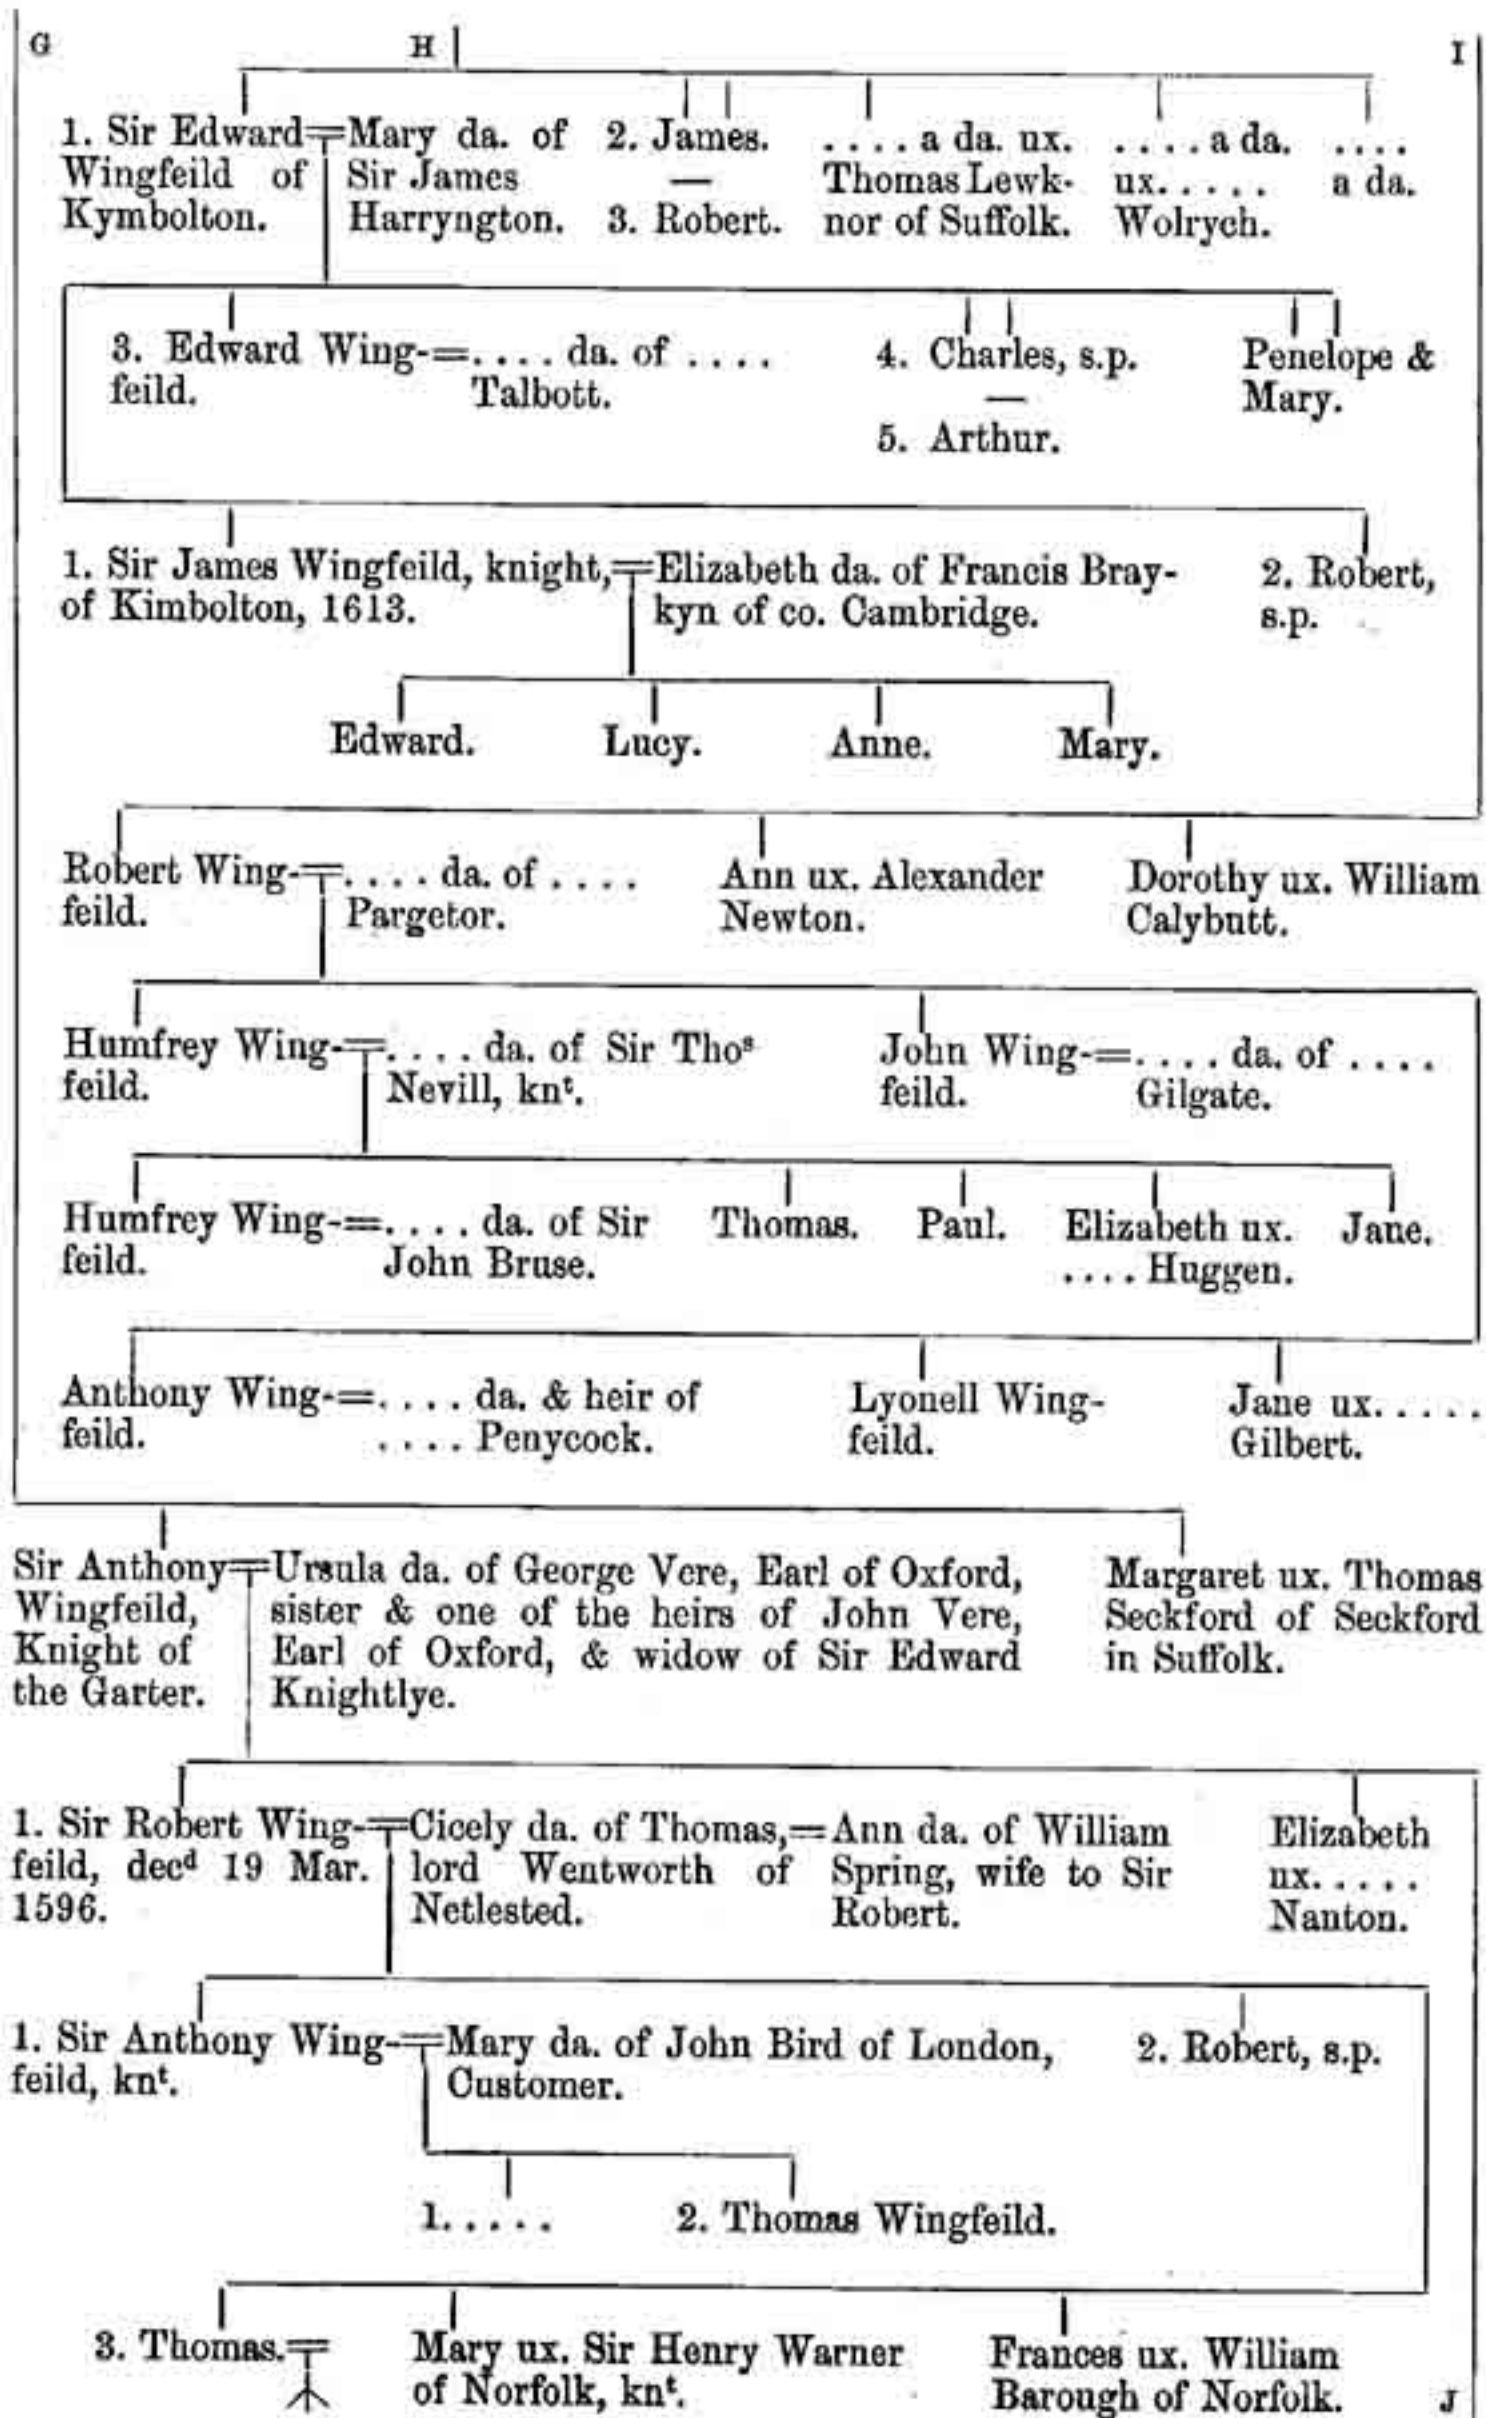 G H I
1. Sir Edward=Mary da. of 2. James. .... a da. ux. .... a da. ....
Wingfeild of Sir James — Thomas Lewk- ux..... a da.
Kymbolton. Harryngton. 3. Robert. nor of Suffolk. Wolrych.
3. Edward Wing-=.... da. of .... 4. Charles, s.p. Penelope &
feild. Talbott. — Mary.
5. Arthur.
1. Sir James Wingfeild, knight,=Elizabeth da. of Francis Bray- 2. Robert,
of Kimbolton, 1613. kyn of co. Cambridge. s.p.
Edward. Lucy. Anne. Mary.
Robert Wing-=.... da. of .... Ann ux. Alexander Dorothy ux. William
feild. Pargetor. Newton. Calybutt.
Humfrey Wing-=.... da. of Sir Thoˢ John Wing-=.... da. of ....
feild. Nevill, knᵗ. feild. Gilgate.
Humfrey Wing-=.... da. of Sir Thomas. Paul. Elizabeth ux. Jane.
feild. John Bruse. .... Huggen.
Anthony Wing-=.... da. & heir of Lyonell Wing- Jane ux.....
feild. .... Penycock. feild. Gilbert.
Sir Anthony=Ursula da. of George Vere, Earl of Oxford, Margaret ux. Thomas
Wingfeild, sister & one of the heirs of John Vere, Seckford of Seckford
Knight of Earl of Oxford, & widow of Sir Edward in Suffolk.
the Garter. Knightlye.
1. Sir Robert Wing-=Cicely da. of Thomas,=Ann da. of William Elizabeth
feild, decᵈ 19 Mar. lord Wentworth of Spring, wife to Sir ux.....
1596. Netlested. Robert. Nanton.
1. Sir Anthony Wing-=Mary da. of John Bird of London, 2. Robert, s.p.
feild, knᵗ. Customer.
1..... 2. Thomas Wingfeild.
3. Thomas.= Mary ux. Sir Henry Warner Frances ux. William
of Norfolk, knᵗ. Barough of Norfolk. J